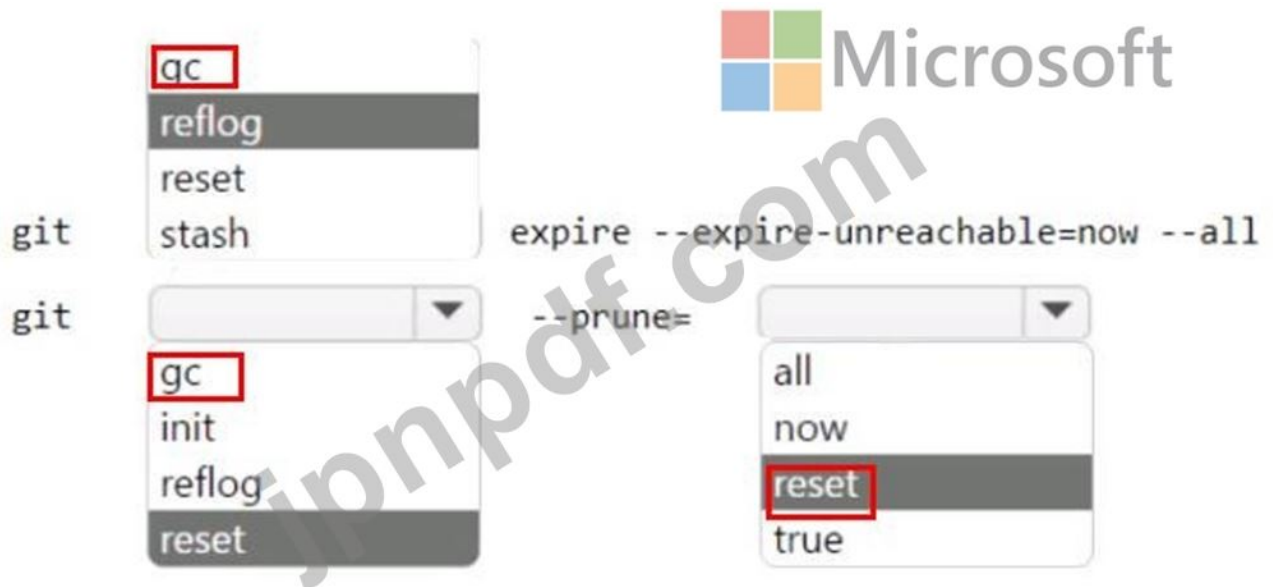 Microsoft
gc
reflog
reset
git stash expire --expire-unreachable=now --all
git --prune=
gc all
init now
reflog reset
reset true
jpnpdf.com